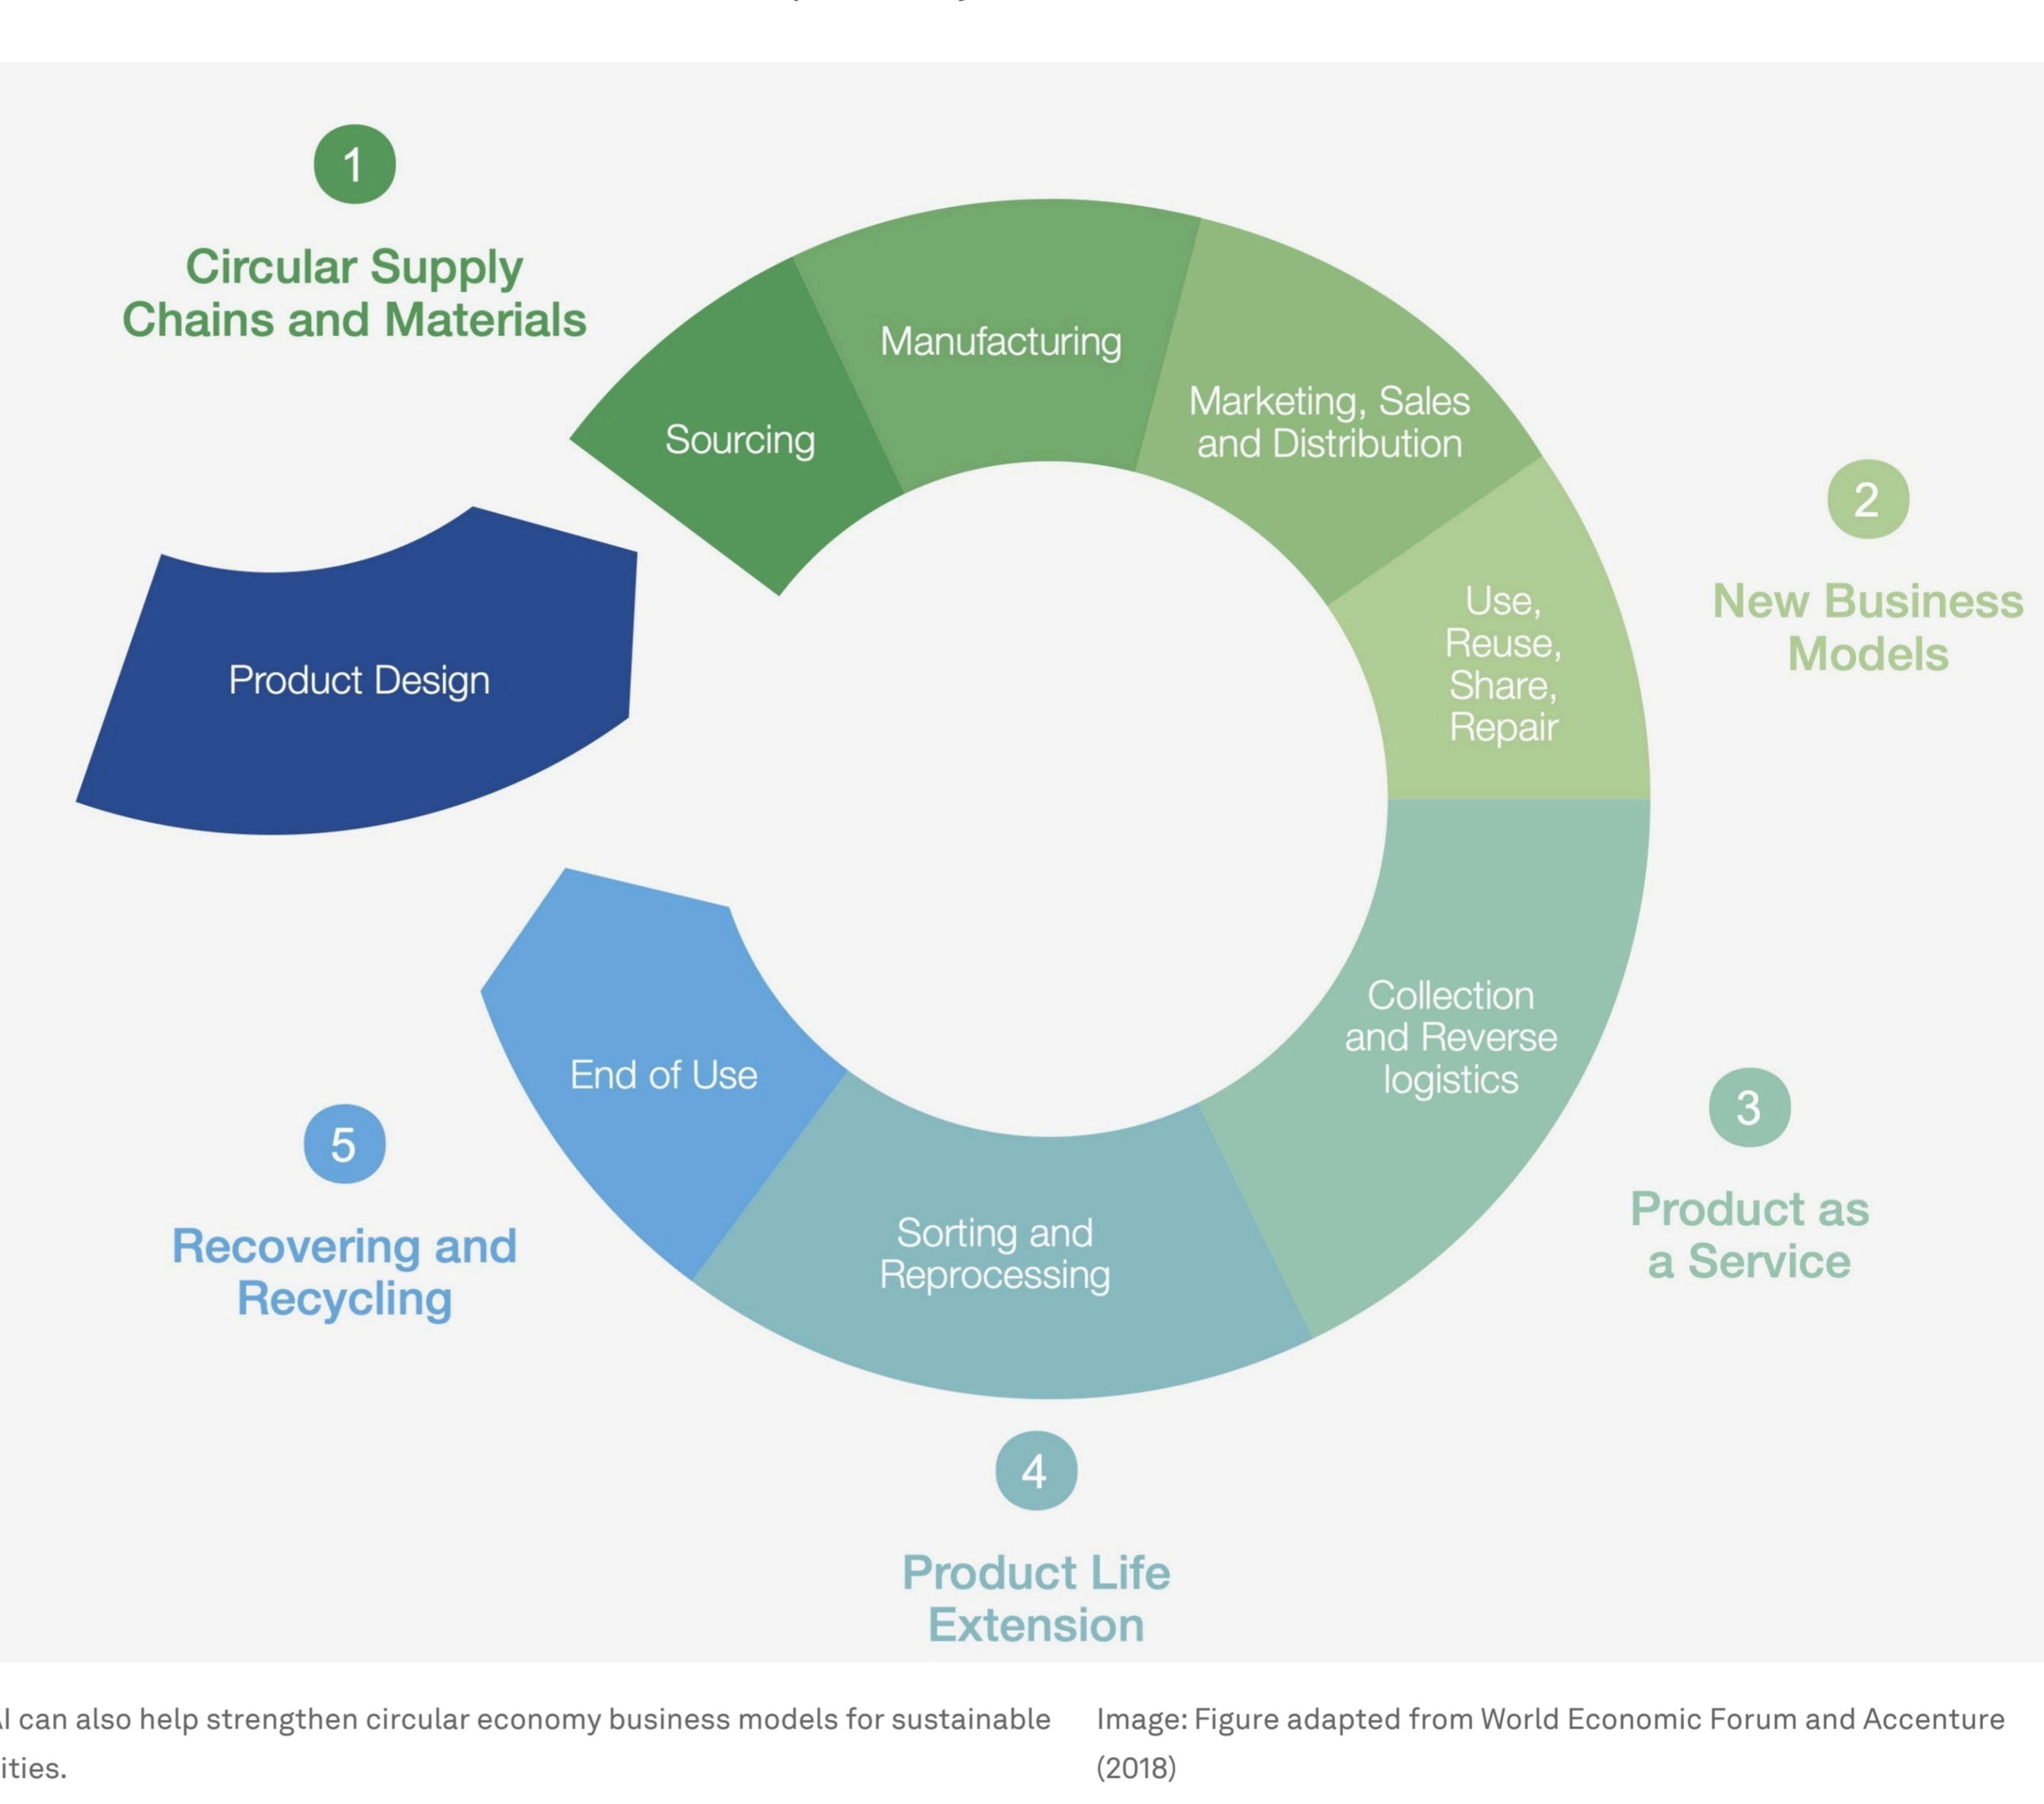 1
Circular Supply
Chains and Materials
Sourcing
Manufacturing
Marketing, Sales
and Distribution
Use,
Reuse,
Share,
Repair
2
New Business
Models
Product Design
Collection
and Reverse
logistics
3
Product as
a Service
End of Use
5
Recovering and
Recycling
Sorting and
Reprocessing
4
Product Life
Extension
AI can also help strengthen circular economy business models for sustainable
ities.
Image: Figure adapted from World Economic Forum and Accenture
(2018)